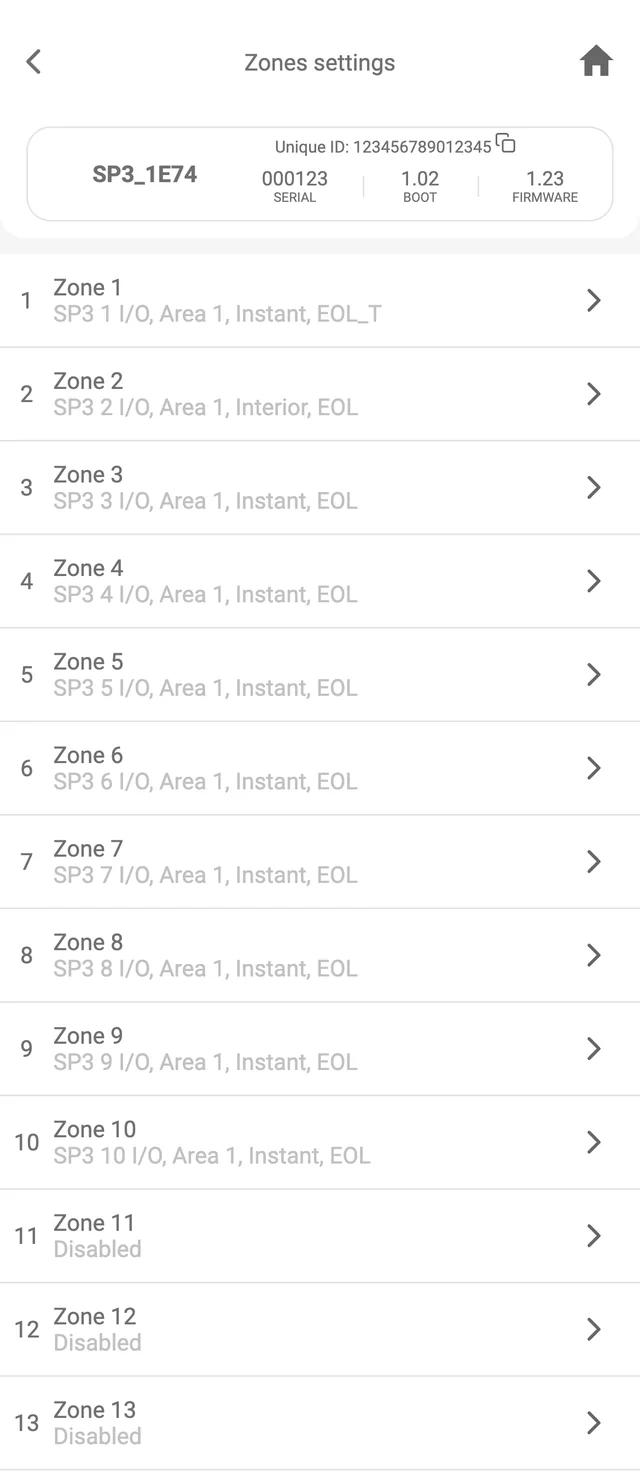 Zones settings
SP3_1E74
Unique ID: 123456789012345
000123
SERIAL
1.02
BOOT
1.23
FIRMWARE
1
Zone 1
SP3 1 I/O, Area 1, Instant, EOL_T
2
Zone 2
SP3 2 I/O, Area 1, Interior, EOL
3
Zone 3
SP3 3 I/O, Area 1, Instant, EOL
4
Zone 4
SP3 4 I/O, Area 1, Instant, EOL
5
Zone 5
SP3 5 I/O, Area 1, Instant, EOL
6
Zone 6
SP3 6 I/O, Area 1, Instant, EOL
7
Zone 7
SP3 7 I/O, Area 1, Instant, EOL
8
Zone 8
SP3 8 I/O, Area 1, Instant, EOL
9
Zone 9
SP3 9 I/O, Area 1, Instant, EOL
10
Zone 10
SP3 10 I/O, Area 1, Instant, EOL
11
Zone 11
Disabled
12
Zone 12
Disabled
13
Zone 13
Disabled